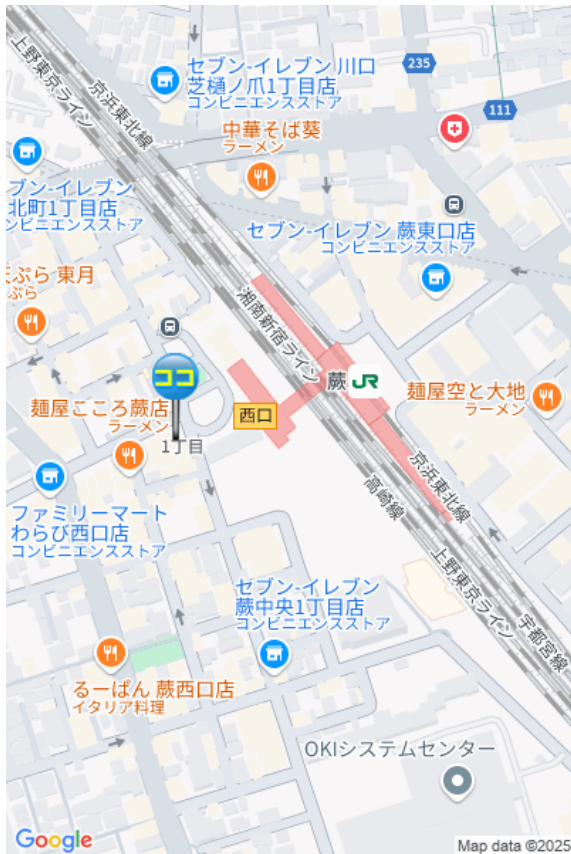 上野東京ライン
京浜東北線
セブン-イレブン 川口
芝樋ノ爪1丁目店
コンビニエンスストア
235
111
中華そば葵
ラーメン
ブン-イレブン
北町1丁目店
ンビニエンスストア
セブン-イレブン 蕨東口店
コンビニエンスストア
ぷら 東月
ぷら
湘南新宿ライン
ココ
蕨 JR
西口
麺屋こころ蕨店
ラーメン
1丁目
麺屋空と大地
ラーメン
京浜東北線
高崎線
ファミリーマート
わらび西口店
コンビニエンスストア
上野東京ライン
宇都宮線
セブン-イレブン
蕨中央1丁目店
コンビニエンスストア
るーぱん 蕨西口店
イタリア料理
OKIシステムセンター
Google
Map data ©2025